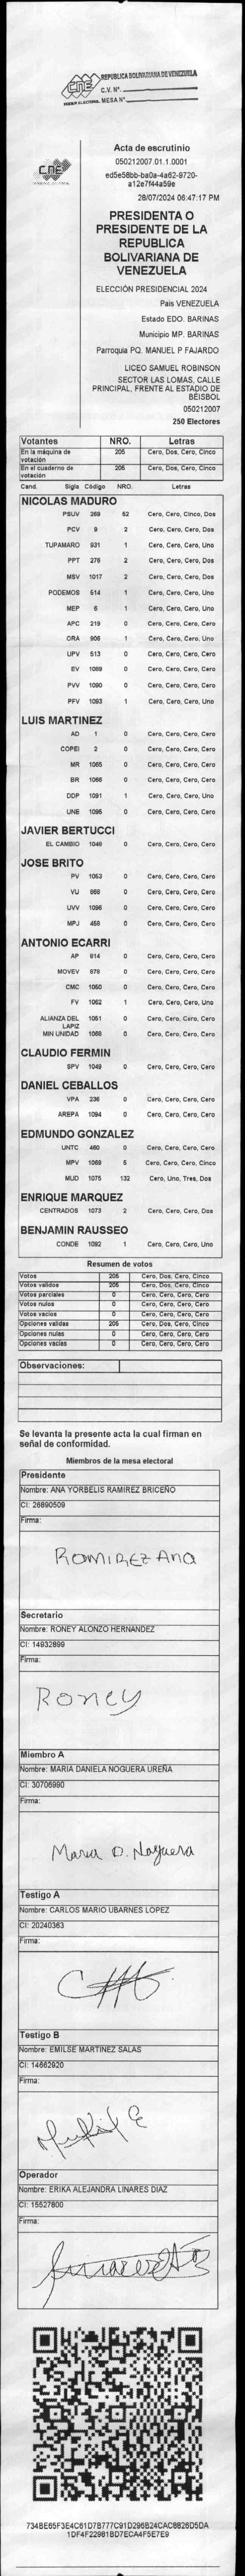 CNE
PODER ELECTORAL
REPUBLICA BOLIVARIANA DE VENEZUELA
C.V. Nº.
MESA Nº.
CNE
Acta de escrutinio
050212007.01.1.0001
ed5e58bb-ba0a-4a62-9720-
a12e7f44a59e
28/07/2024 06:47:17 PM
PRESIDENTA O
PRESIDENTE DE LA
REPUBLICA
BOLIVARIANA DE
VENEZUELA
ELECCIÓN PRESIDENCIAL 2024
Pais VENEZUELA
Estado EDO. BARINAS
Municipio MP. BARINAS
Parroquia PQ. MANUEL P FAJARDO
LICEO SAMUEL ROBINSON
SECTOR LAS LOMAS, CALLE
PRINCIPAL, FRENTE AL ESTADIO DE
BEISBOL
050212007
250 Electores
Votantes NRO. Letras
En la máquina de votación 205 Cero, Dos, Cero, Cinco
En el cuaderno de votación 205 Cero, Dos, Cero, Cinco
Cand. Sigla Código NRO. Letras
NICOLAS MADURO
PSUV 269 52 Cero, Cero, Cinco, Dos
PCV 9 2 Cero, Cero, Cero, Dos
TUPAMARO 931 1 Cero, Cero, Cero, Uno
PPT 276 2 Cero, Cero, Cero, Dos
MSV 1017 2 Cero, Cero, Cero, Dos
PODEMOS 514 1 Cero, Cero, Cero, Uno
MEP 6 1 Cero, Cero, Cero, Uno
APC 219 0 Cero, Cero, Cero, Cero
ORA 906 1 Cero, Cero, Cero, Uno
UPV 513 0 Cero, Cero, Cero, Cero
EV 1089 0 Cero, Cero, Cero, Cero
PVV 1090 0 Cero, Cero, Cero, Cero
PFV 1093 1 Cero, Cero, Cero, Uno
LUIS MARTINEZ
AD 1 0 Cero, Cero, Cero, Cero
COPEI 2 0 Cero, Cero, Cero, Cero
MR 1065 0 Cero, Cero, Cero, Cero
BR 1066 0 Cero, Cero, Cero, Cero
DDP 1091 1 Cero, Cero, Cero, Uno
UNE 1095 0 Cero, Cero, Cero, Cero
JAVIER BERTUCCI
EL CAMBIO 1048 0 Cero, Cero, Cero, Cero
JOSE BRITO
PV 1053 0 Cero, Cero, Cero, Cero
VU 868 0 Cero, Cero, Cero, Cero
UVV 1096 0 Cero, Cero, Cero, Cero
MPJ 458 0 Cero, Cero, Cero, Cero
ANTONIO ECARRI
AP 814 0 Cero, Cero, Cero, Cero
MOVEV 878 0 Cero, Cero, Cero, Cero
CMC 1050 0 Cero, Cero, Cero, Cero
FV 1062 1 Cero, Cero, Cero, Uno
ALIANZA DEL LAPIZ 1051 0 Cero, Cero, Cero, Cero
MIN UNIDAD 1068 0 Cero, Cero, Cero, Cero
CLAUDIO FERMIN
SPV 1049 0 Cero, Cero, Cero, Cero
DANIEL CEBALLOS
VPA 236 0 Cero, Cero, Cero, Cero
AREPA 1094 0 Cero, Cero, Cero, Cero
EDMUNDO GONZALEZ
UNTC 460 0 Cero, Cero, Cero, Cero
MPV 1069 5 Cero, Cero, Cero, Cinco
MUD 1075 132 Cero, Uno, Tres, Dos
ENRIQUE MARQUEZ
CENTRADOS 1073 2 Cero, Cero, Cero, Dos
BENJAMIN RAUSSEO
CONDE 1092 1 Cero, Cero, Cero, Uno
Resumen de votos
Votos 205 Cero, Dos, Cero, Cinco
Votos validos 205 Cero, Dos, Cero, Cinco
Votos parciales 0 Cero, Cero, Cero, Cero
Votos nulos 0 Cero, Cero, Cero, Cero
Votos vacios 0 Cero, Cero, Cero, Cero
Opciones validas 205 Cero, Dos, Cero, Cinco
Opciones nulas 0 Cero, Cero, Cero, Cero
Opciones vacias 0 Cero, Cero, Cero, Cero
Observaciones:
Se levanta la presente acta la cual firman en
señal de conformidad.
Miembros de la mesa electoral
Presidente
Nombre: ANA YORBELIS RAMIREZ BRICEÑO
CI: 26890509
Firma:
RamIREZ Ana
Secretario
Nombre: RONEY ALONZO HERNANDEZ
CI: 14932899
Firma:
Roney
Miembro A
Nombre: MARIA DANIELA NOGUERA UREÑA
CI: 30706990
Firma:
Maria D. Noguera
Testigo A
Nombre: CARLOS MARIO UBARNES LOPEZ
CI: 20240363
Firma:
Testigo B
Nombre: EMILSE MARTINEZ SALAS
CI: 14662920
Firma:
Operador
Nombre: ERIKA ALEJANDRA LINARES DIAZ
CI: 15527800
Firma:
734BE65F3E4C61D7B777C91D296B24CAC8826D5DA
1DF4F22981BD7ECA4F5E7E9